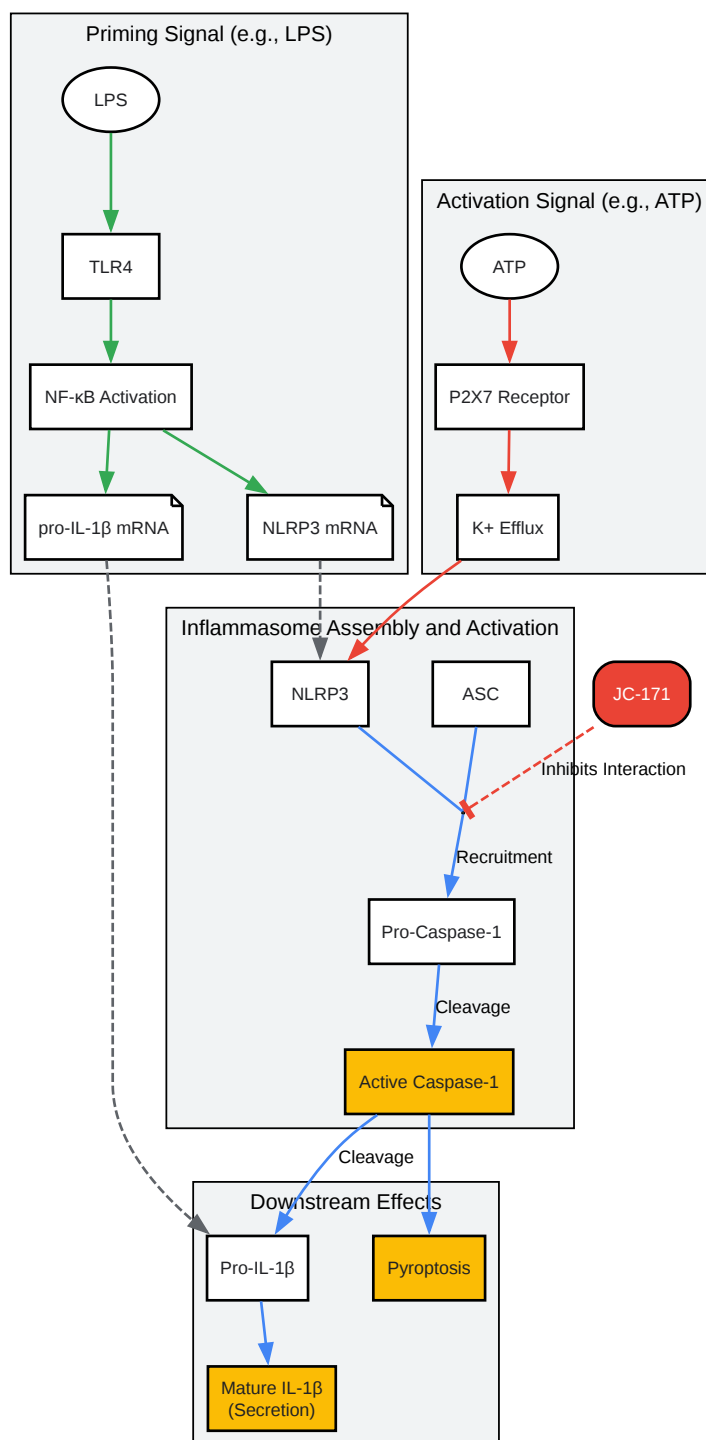 Priming Signal (e.g., LPS)
LPS
TLR4
NF-κB Activation
pro-IL-1β mRNA
NLRP3 mRNA
Activation Signal (e.g., ATP)
ATP
P2X7 Receptor
K+ Efflux
Inflammasome Assembly and Activation
NLRP3
ASC
JC-171
Inhibits Interaction
Recruitment
Pro-Caspase-1
Cleavage
Active Caspase-1
Cleavage
Downstream Effects
Pro-IL-1β
Pyroptosis
Mature IL-1β
(Secretion)